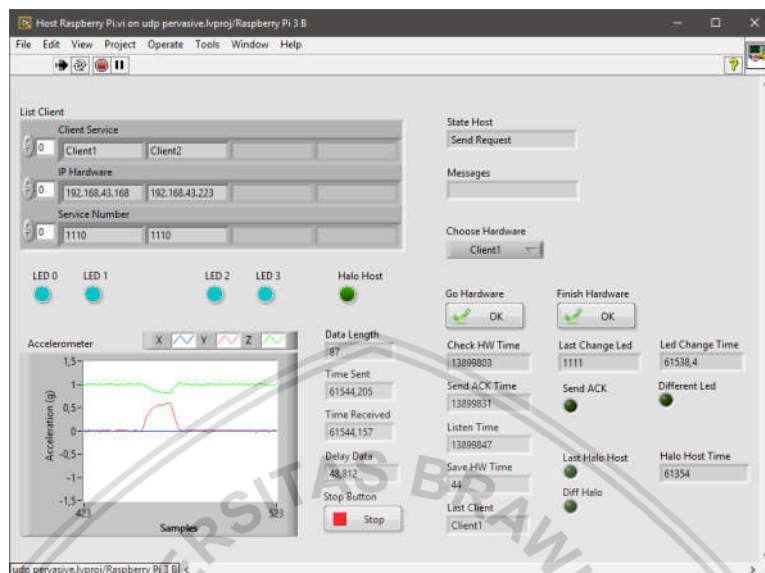 Host Raspberry Pi.vi on udp pervasive.lvproj/Raspberry Pi 3 B
File Edit View Project Operate Tools Window Help
List Client
Client Service
0 Client1 Client2
IP Hardware
0 192.168.43.168 192.168.43.223
Service Number
0 1110 1110
LED 0 LED 1 LED 2 LED 3 Halo Host
State Host
Send Request
Messages
Choose Hardware
Client1
Go Hardware Finish Hardware
OK OK
Accelerometer X Y Z
Acceleration (g)
1,5
1
0,5
0
-0,5
-1
-1,5
423 523
Samples
Data Length
87
Time Sent
61544,205
Time Received
61544,157
Delay Data
48,812
Stop Button
Stop
Check HW Time Last Change Led Led Change Time
13899803 1111 61538,4
Send ACK Time Send ACK Different Led
13899831
Listen Time
13899847
Save HW Time Last Halo Host Halo Host Time
44 61354
Last Client Diff Halo
Client1
udp pervasive.lvproj/Raspberry Pi 3 B
ERSITAS BRAW